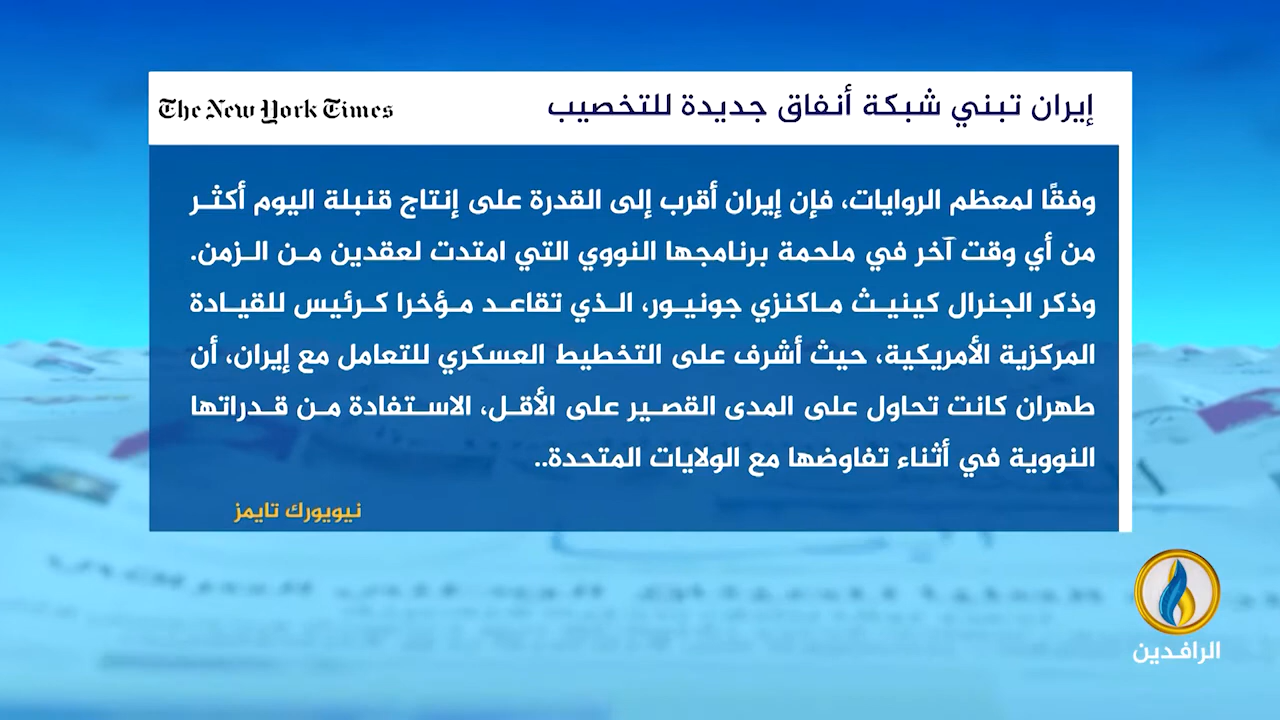 إيران تبني شبكة أنفاق جديدة للتخصيب
The New York Times
وفقًا لمعظم الروايات، فإن إيران أقرب إلى القدرة على إنتاج قنبلة اليوم أكثر
من أي وقت آخر في ملحمة برنامجها النووي التي امتدت لعقدين من الزمن.
وذكر الجنرال كينيث ماكنزي جونيور، الذي تقاعد مؤخرا كرئيس للقيادة
المركزية الأمريكية، حيث أشرف على التخطيط العسكري للتعامل مع إيران، أن
طهران كانت تحاول على المدى القصير على الأقل، الاستفادة من قدراتها
النووية في أثناء تفاوضها مع الولايات المتحدة..
نيويورك تايمز
الرافدين